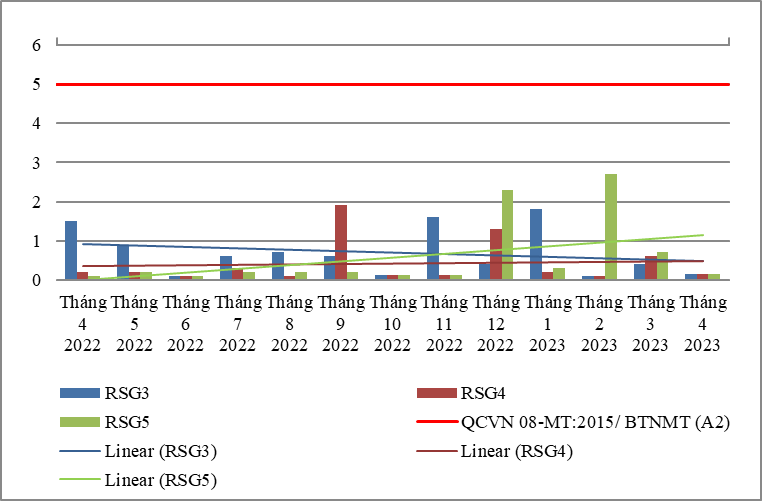 6
5
4
3
2
1
0
Tháng Tháng Tháng Tháng Tháng Tháng Tháng Tháng Tháng Tháng Tháng Tháng Tháng
4 5 6 7 8 9 10 11 12 1 2 3 4
2022 2022 2022 2022 2022 2022 2022 2022 2022 2023 2023 2023 2023
RSG3 RSG4
RSG5 QCVN 08-MT:2015/ BTNMT (A2)
Linear (RSG3) Linear (RSG4)
Linear (RSG5)